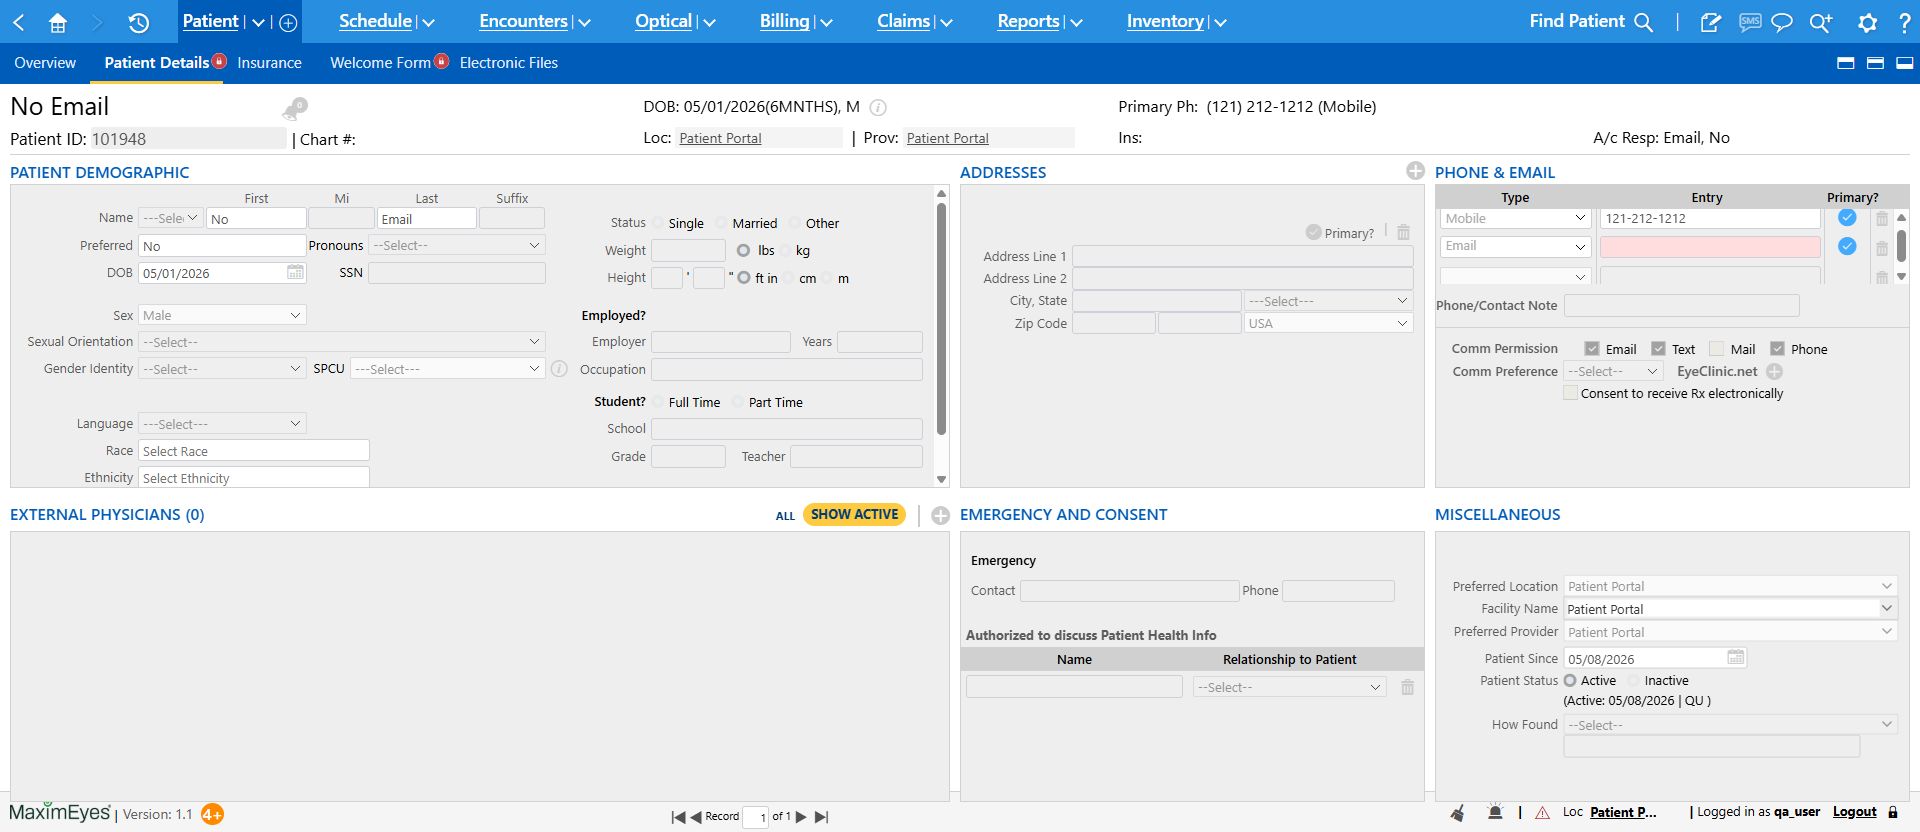 Patient Schedule Encounters Optical Billing Claims Reports Inventory Find Patient SMS ?
Overview Patient Details Insurance Welcome Form Electronic Files
No Email 0 DOB: 05/01/2026(6MNTHS), M Primary Ph: (121) 212-1212 (Mobile)
Patient ID: 101948 | Chart #: Loc: Patient Portal | Prov: Patient Portal Ins: A/c Resp: Email, No
PATIENT DEMOGRAPHIC
First Mi Last Suffix
Name ---Selec No Email
Preferred No Pronouns --Select--
DOB 05/01/2026 SSN
Sex Male
Sexual Orientation --Select--
Gender Identity --Select-- SPCU ---Select---
Language ---Select---
Race Select Race
Ethnicity Select Ethnicity
Status Single Married Other
Weight lbs kg
Height ' " ft in cm m
Employed?
Employer Years
Occupation
Student? Full Time Part Time
School
Grade Teacher
ADDRESSES
Primary?
Address Line 1
Address Line 2
City, State ---Select---
Zip Code USA
PHONE & EMAIL
Type Entry Primary?
Mobile 121-212-1212
Email
Phone/Contact Note
Comm Permission Email Text Mail Phone
Comm Preference --Select-- EyeClinic.net
Consent to receive Rx electronically
EXTERNAL PHYSICIANS (0) ALL SHOW ACTIVE
EMERGENCY AND CONSENT
Emergency
Contact Phone
Authorized to discuss Patient Health Info
Name Relationship to Patient
--Select--
MISCELLANEOUS
Preferred Location Patient Portal
Facility Name Patient Portal
Preferred Provider Patient Portal
Patient Since 05/08/2026
Patient Status Active Inactive
(Active: 05/08/2026 | QU )
How Found --Select--
MaximEyes | Version: 1.1 4+ Record 1 of 1 | Loc Patient P... | Logged in as qa_user Logout